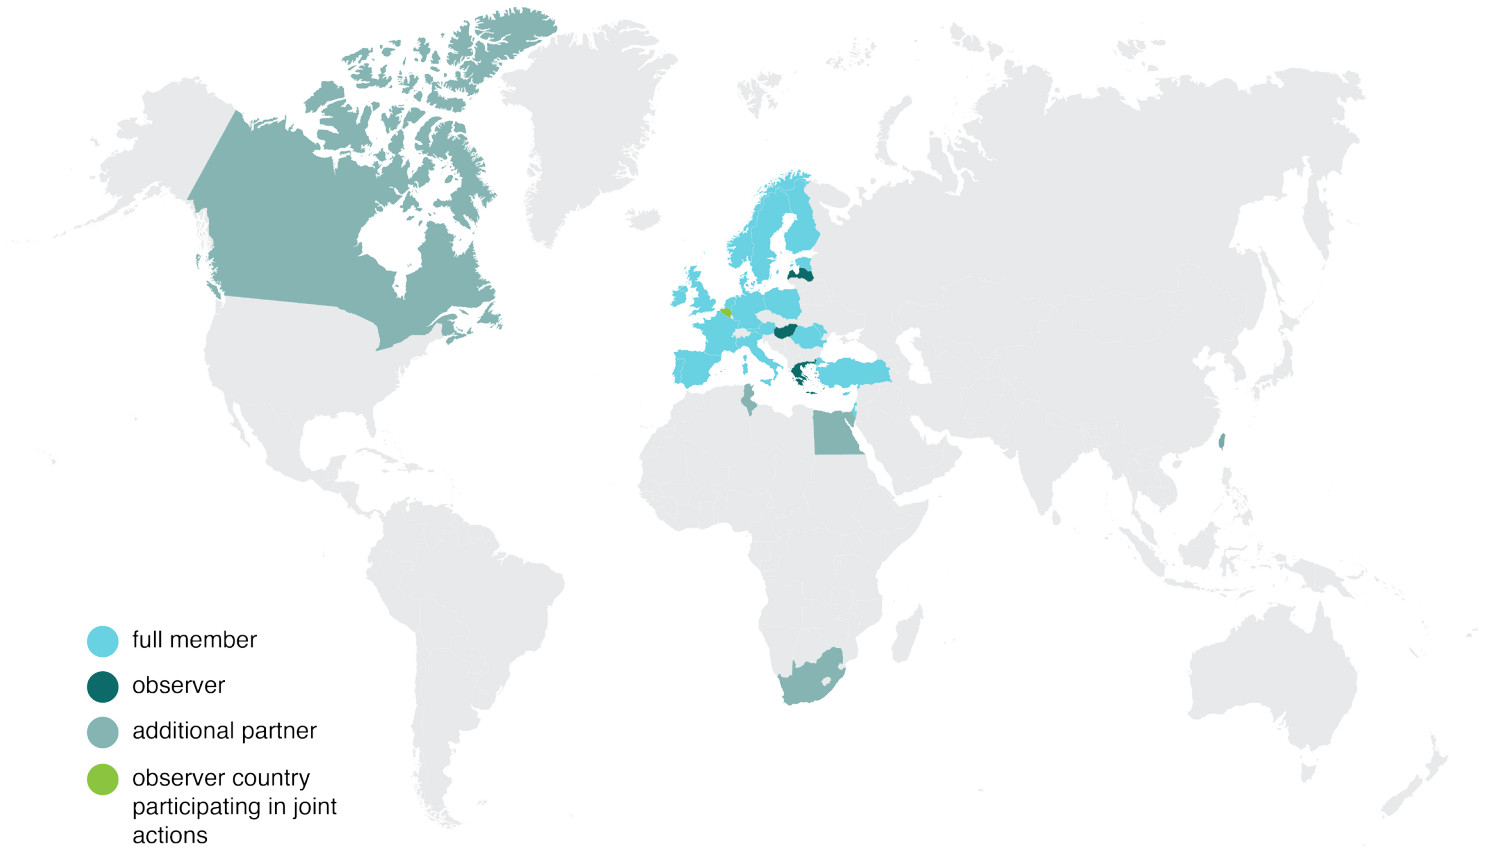 full member
observer
additional partner
observer country
participating in joint
actions